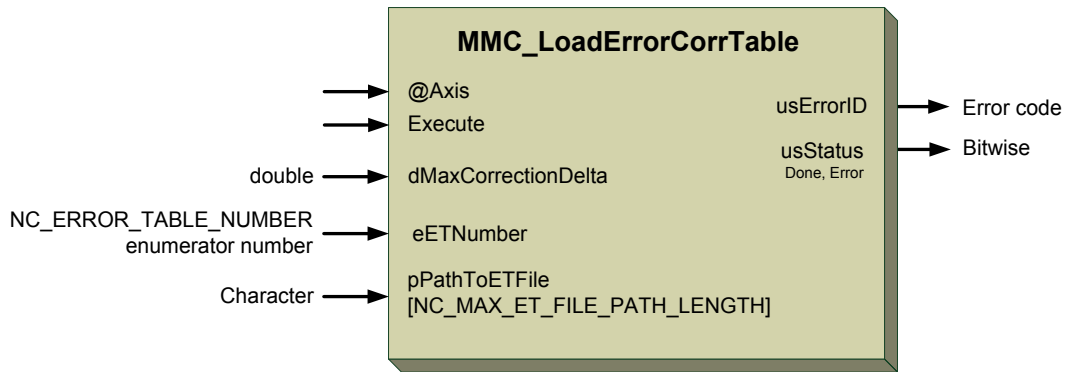 MMC_LoadErrorCorrTable
@Axis
Execute
usErrorID
Error code
usStatus
Done, Error
Bitwise
double
dMaxCorrectionDelta
NC_ERROR_TABLE_NUMBER
enumerator number
eETNumber
Character
pPathToETFile
[NC_MAX_ET_FILE_PATH_LENGTH]